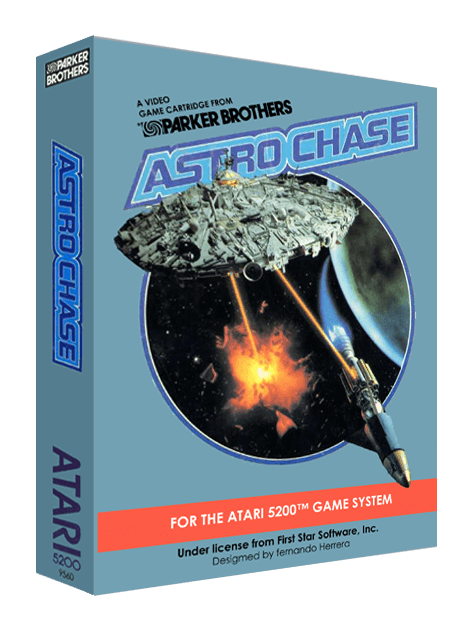 PARKER
BROTHERS
ASTRO CHASE
ATARI
5200
9560
A VIDEO
GAME CARTRIDGE FROM
PARKER BROTHERS
ASTRO CHASE
FOR THE ATARI 5200™ GAME SYSTEM
Under license from First Star Software, Inc.
Designed by fernando Herrera